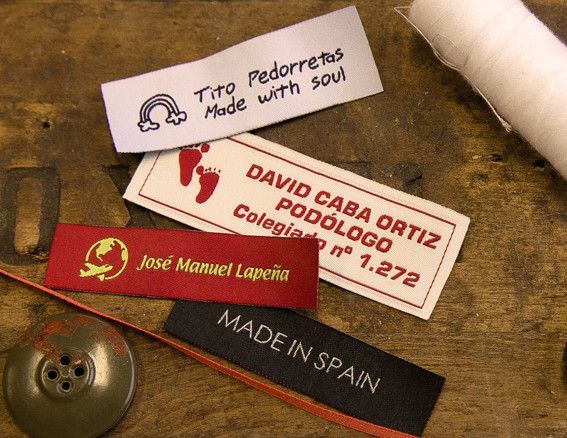 Tito Pedorretas
Made with soul
DAVID CABA ORTIZ
PODÓLOGO
Colegiado nº 1.272
José Manuel Lapeña
MADE IN SPAIN